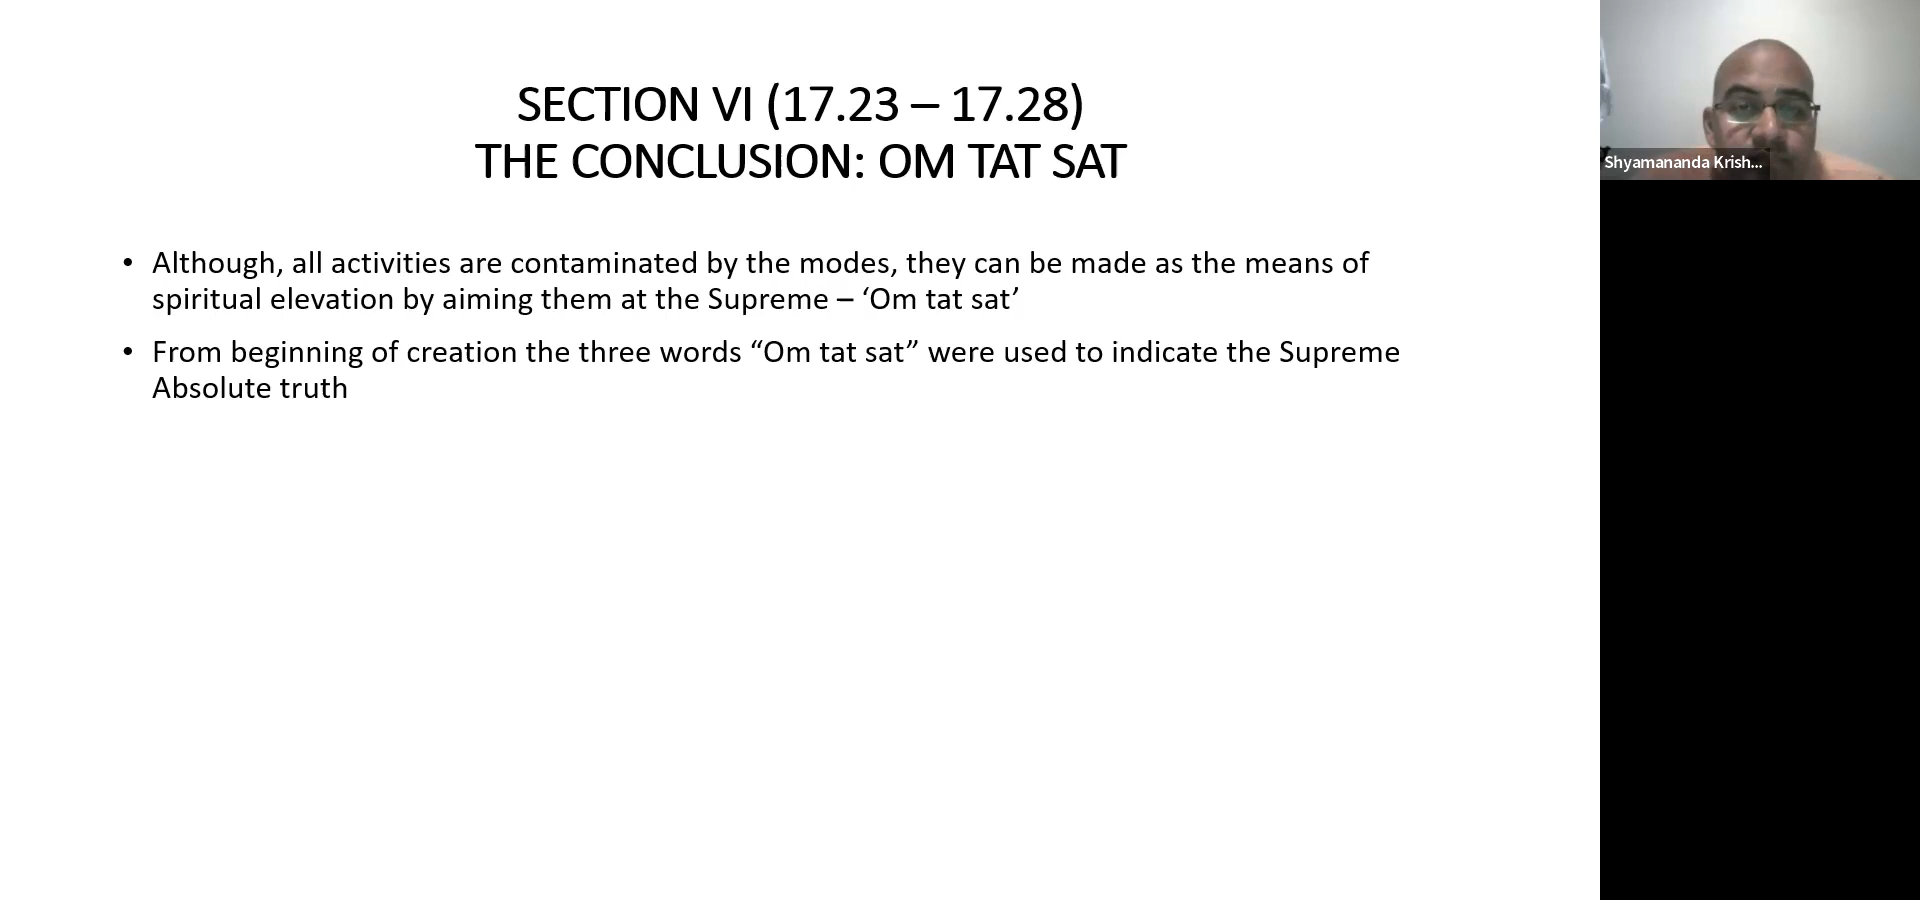 SECTION VI (17.23 – 17.28)
THE CONCLUSION: OM TAT SAT
• Although, all activities are contaminated by the modes, they can be made as the means of
spiritual elevation by aiming them at the Supreme – ‘Om tat sat’
• From beginning of creation the three words “Om tat sat” were used to indicate the Supreme
Absolute truth
Shyamananda Krish...